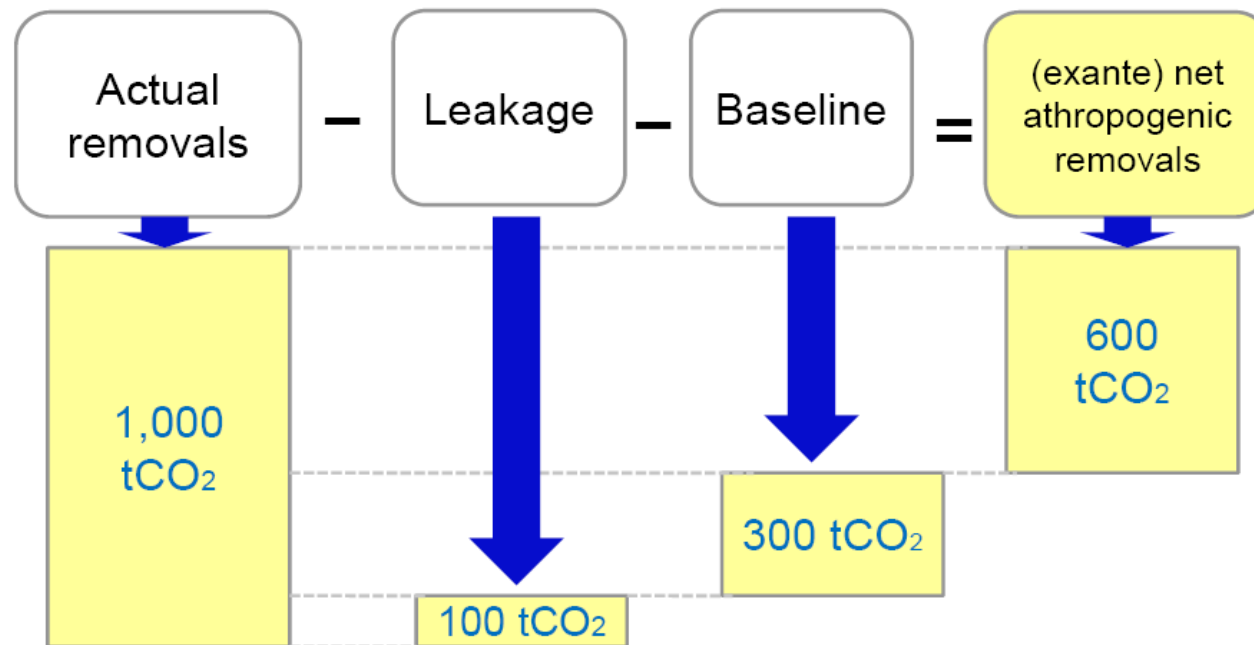 Actual
removals
–
Leakage
–
Baseline
=
(exante) net
athropogenic
removals
1,000
tCO₂
100 tCO₂
300 tCO₂
600
tCO₂